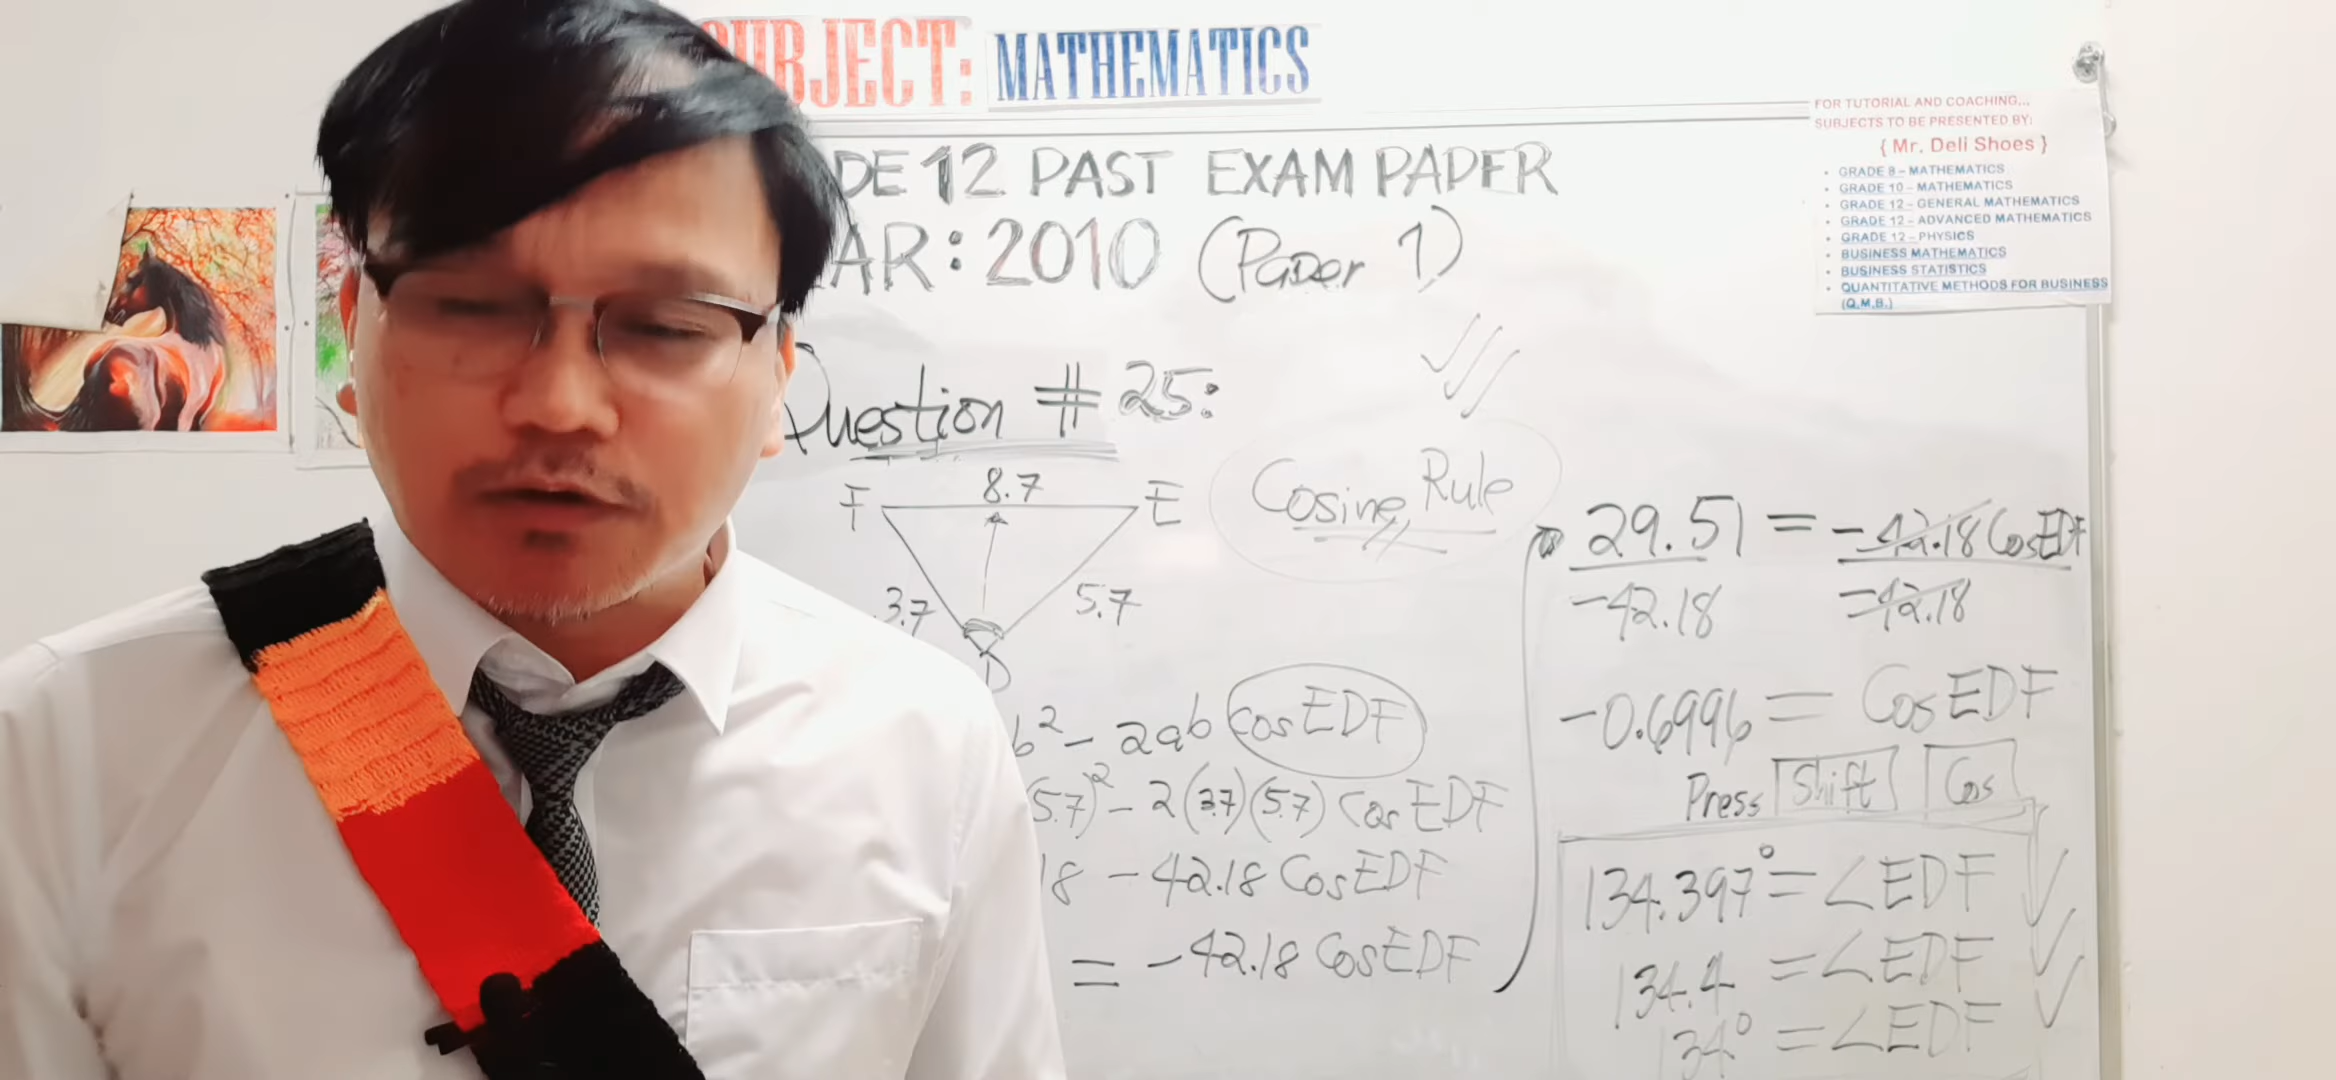 SUBJECT: MATHEMATICS
DE 12 PAST EXAM PAPER
AR: 2010 (Paper 1)
Question # 25:
8.7
F E
3.7 5.7
D
Cosine Rule
b² - 2ab cos EDF
(5.7)² - 2(3.7)(5.7) Cos EDF
18 - 42.18 Cos EDF
= -42.18 Cos EDF
29.51 = -42.18 Cos EDF
-42.18 -42.18
-0.6996 = Cos EDF
Press Shift Cos
134.397° = ∠EDF
134.4 = ∠EDF
134° = ∠EDF
FOR TUTORIAL AND COACHING...
SUBJECTS TO BE PRESENTED BY:
{ Mr. Deli Shoes }
• GRADE 8 – MATHEMATICS
• GRADE 10 – MATHEMATICS
• GRADE 12 – GENERAL MATHEMATICS
• GRADE 12 – ADVANCED MATHEMATICS
• GRADE 12 – PHYSICS
• BUSINESS MATHEMATICS
• BUSINESS STATISTICS
• QUANTITATIVE METHODS FOR BUSINESS
(Q.M.B.)